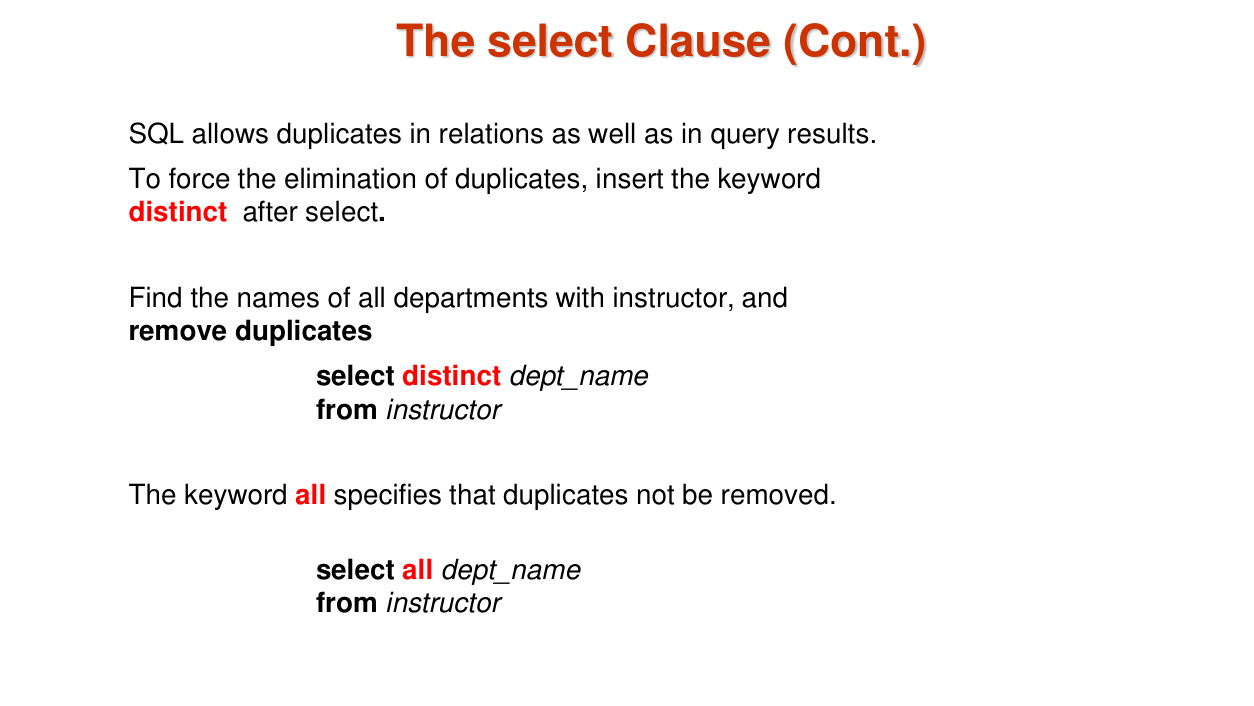 The select Clause (Cont.)
SQL allows duplicates in relations as well as in query results.
To force the elimination of duplicates, insert the keyword
distinct after select.
Find the names of all departments with instructor, and
remove duplicates
select distinct dept_name
from instructor
The keyword all specifies that duplicates not be removed.
select all dept_name
from instructor